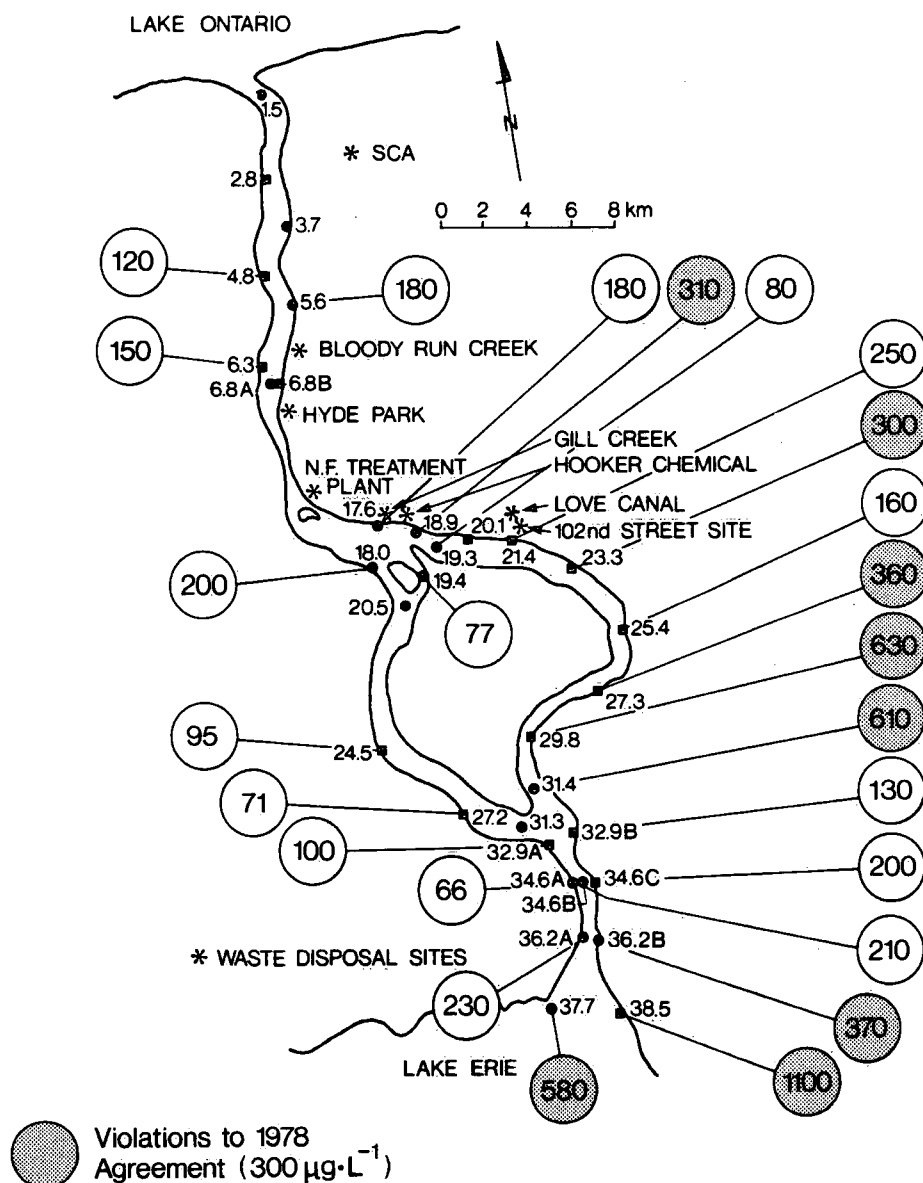 LAKE ONTARIO
1.5
* SCA
N
2.8
0 2 4 6 8 km
3.7
120
4.8
180
180
310
80
5.6
150
* BLOODY RUN CREEK
6.3
250
6.8A
6.8B
* HYDE PARK
300
GILL CREEK
N.F. TREATMENT
HOOKER CHEMICAL
* PLANT
160
* LOVE CANAL
17.6
18.9
20.1
* 102nd STREET SITE
19.3
21.4
23.3
18.0
200
19.4
360
20.5
77
25.4
630
27.3
610
95
24.5
29.8
31.4
71
27.2
130
31.3
32.9B
100
32.9A
66
34.6A
34.6C
200
34.6B
36.2A
36.2B
210
* WASTE DISPOSAL SITES
230
37.7
38.5
370
LAKE ERIE
580
1100
Violations to 1978
Agreement (300 µg·L⁻¹)